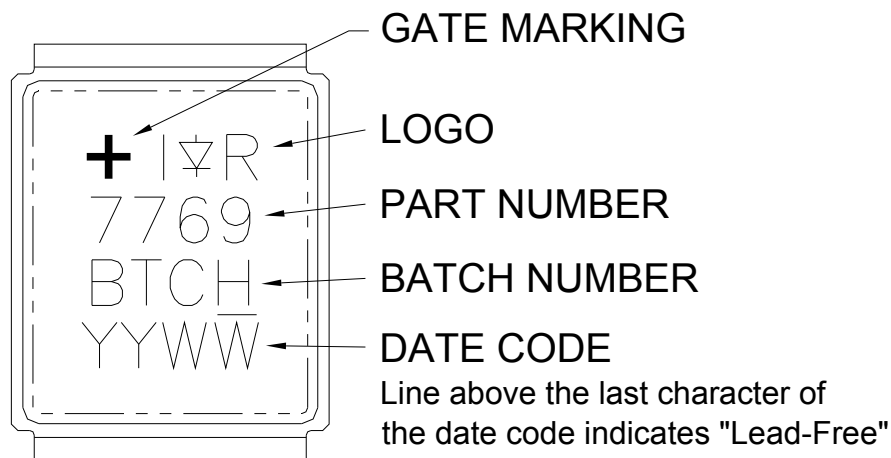 GATE MARKING
+ I R
LOGO
7769
PART NUMBER
BTCH
BATCH NUMBER
YYWW
DATE CODE
Line above the last character of
the date code indicates "Lead-Free"